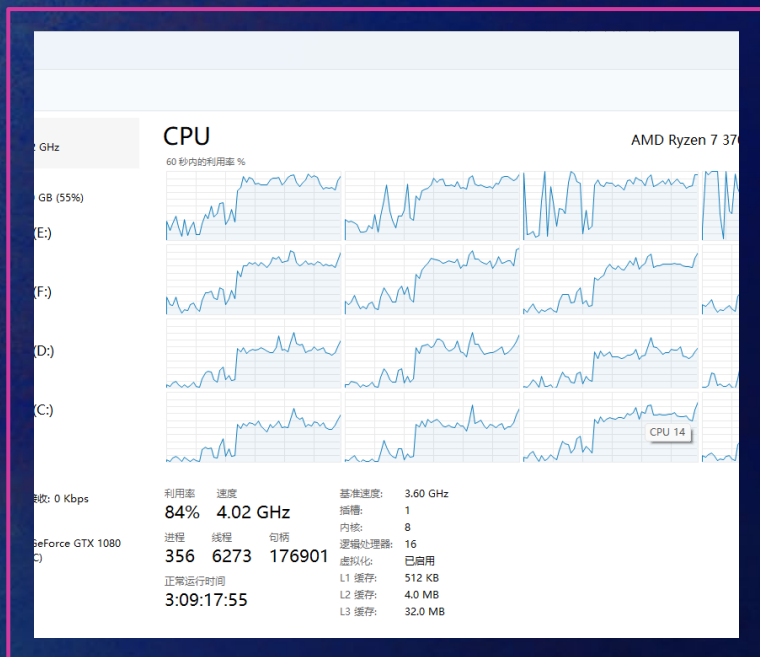 CPU
AMD Ryzen 7 370
60 秒内的利用率 %
2 GHz
GB (55%)
(E:)
(F:)
(D:)
(C:)
接收: 0 Kbps
GeForce GTX 1080
C)
CPU 14
利用率 速度
84% 4.02 GHz
进程 线程 句柄
356 6273 176901
正常运行时间
3:09:17:55
基准速度: 3.60 GHz
插槽: 1
内核: 8
逻辑处理器: 16
虚拟化: 已启用
L1 缓存: 512 KB
L2 缓存: 4.0 MB
L3 缓存: 32.0 MB